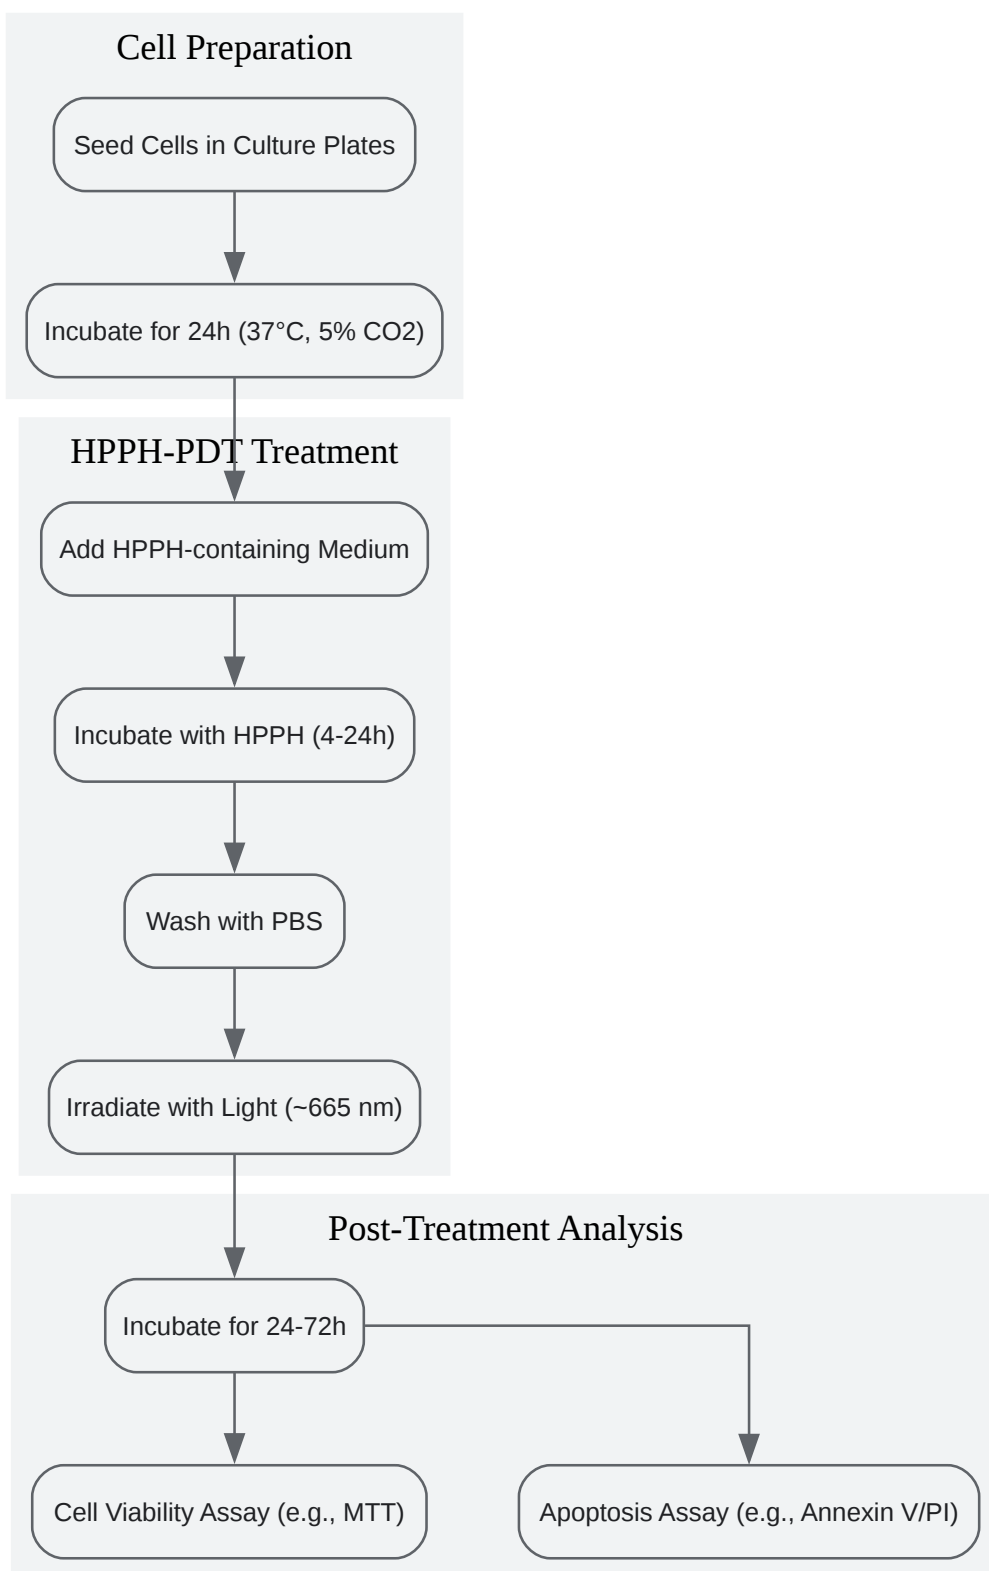 Cell Preparation
Seed Cells in Culture Plates
Incubate for 24h (37°C, 5% CO2)
HPPH-PDT Treatment
Add HPPH-containing Medium
Incubate with HPPH (4-24h)
Wash with PBS
Irradiate with Light (~665 nm)
Post-Treatment Analysis
Incubate for 24-72h
Cell Viability Assay (e.g., MTT)
Apoptosis Assay (e.g., Annexin V/PI)